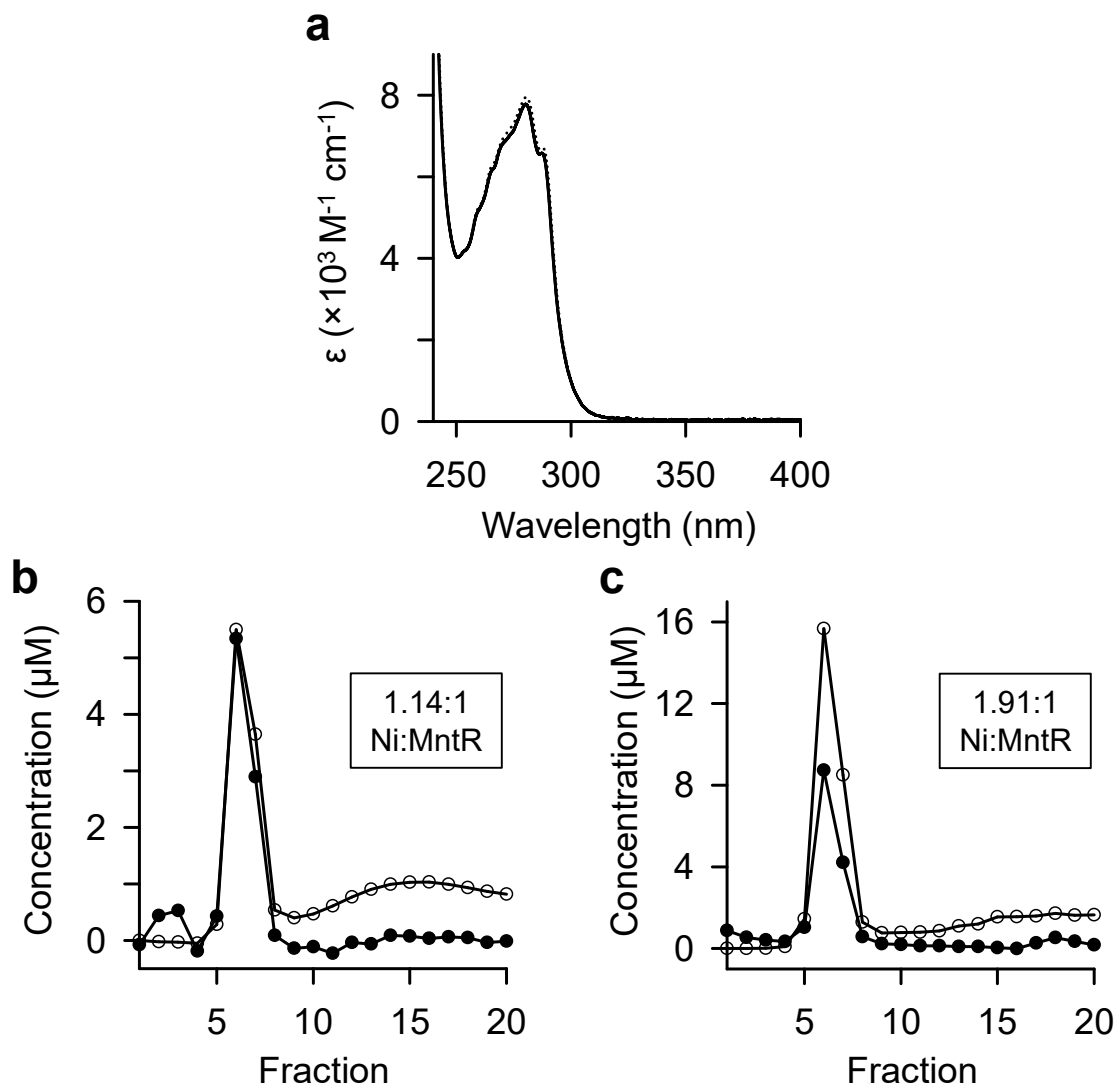 a
8
4
0
ε (×10³ M⁻¹ cm⁻¹)
250 300 350 400
Wavelength (nm)
b
6
4
2
0
Concentration (µM)
1.14:1
Ni:MntR
5 10 15 20
Fraction
c
16
12
8
4
0
Concentration (µM)
1.91:1
Ni:MntR
5 10 15 20
Fraction